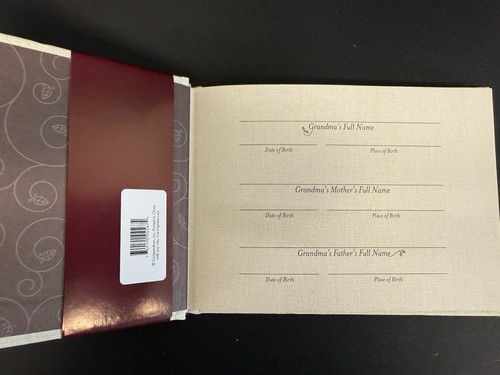 Grandma's Full Name
Date of Birth Place of Birth
Grandma's Mother's Full Name
Date of Birth Place of Birth
Grandma's Father's Full Name
Date of Birth Place of Birth